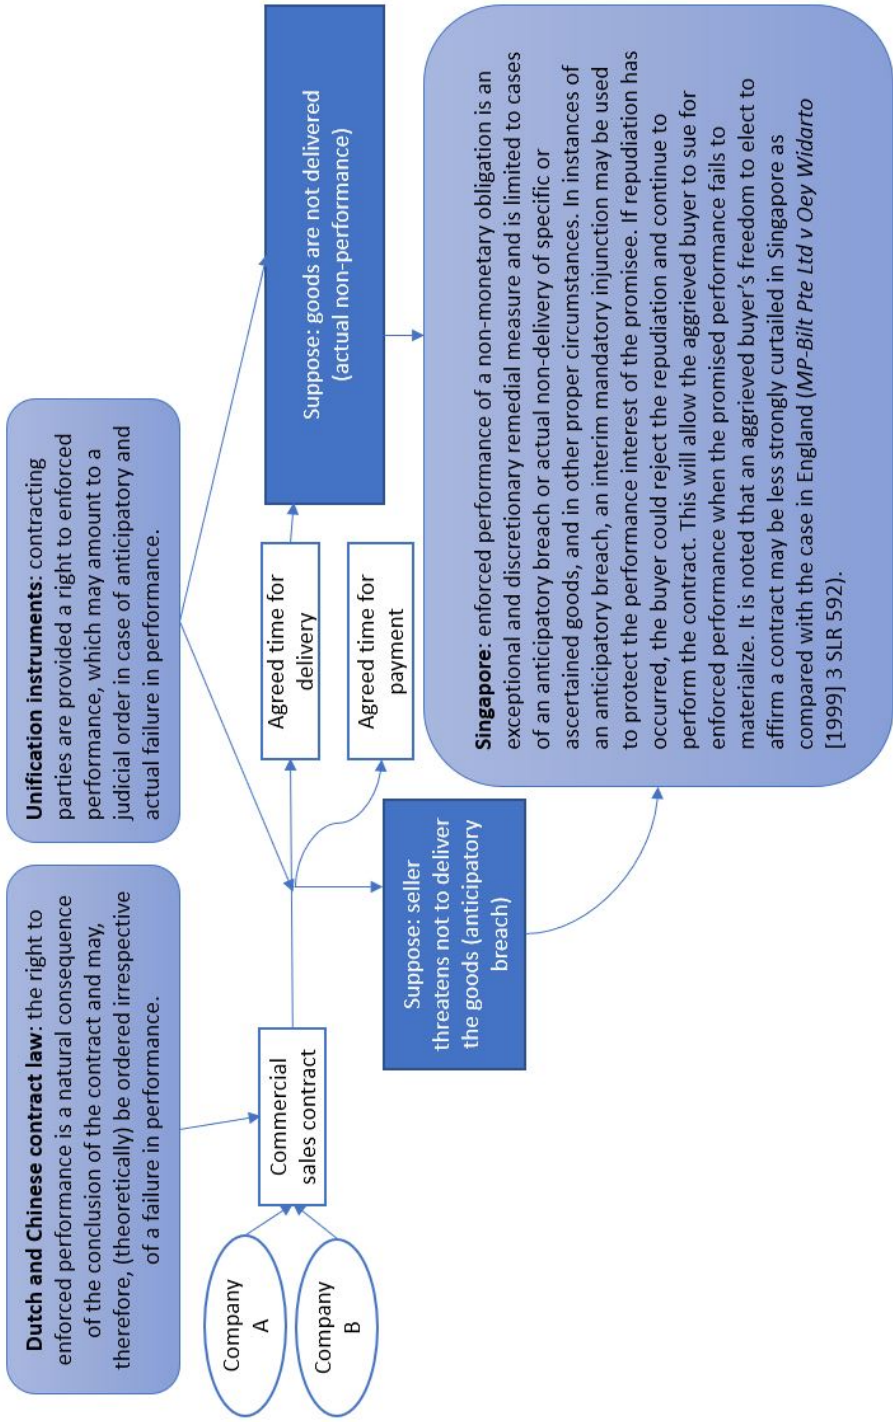 Dutch and Chinese contract law: the right to
enforced performance is a natural consequence
of the conclusion of the contract and may,
therefore, (theoretically) be ordered irrespective
of a failure in performance.
Unification instruments: contracting
parties are provided a right to enforced
performance, which may amount to a
judicial order in case of anticipatory and
actual failure in performance.
Company
A
Company
B
Commercial
sales contract
Agreed time for
delivery
Agreed time for
payment
Suppose: goods are not delivered
(actual non-performance)
Suppose: seller
threatens not to deliver
the goods (anticipatory
breach)
Singapore: enforced performance of a non-monetary obligation is an
exceptional and discretionary remedial measure and is limited to cases
of an anticipatory breach or actual non-delivery of specific or
ascertained goods, and in other proper circumstances. In instances of
an anticipatory breach, an interim mandatory injunction may be used
to protect the performance interest of the promisee. If repudiation has
occurred, the buyer could reject the repudiation and continue to
perform the contract. This will allow the aggrieved buyer to sue for
enforced performance when the promised performance fails to
materialize. It is noted that an aggrieved buyer's freedom to elect to
affirm a contract may be less strongly curtailed in Singapore as
compared with the case in England (MP-Bilt Pte Ltd v Oey Widarto
[1999] 3 SLR 592).